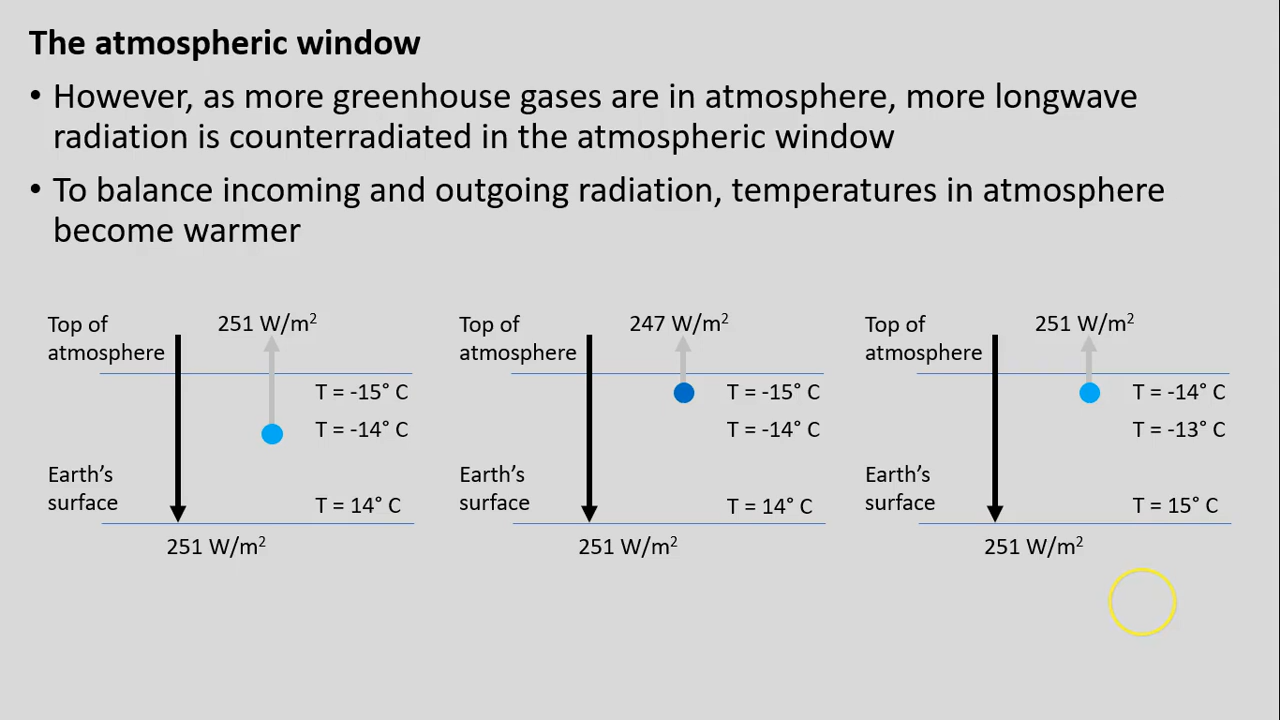 The atmospheric window
• However, as more greenhouse gases are in atmosphere, more longwave
radiation is counterradiated in the atmospheric window
• To balance incoming and outgoing radiation, temperatures in atmosphere
become warmer
Top of
atmosphere
251 W/m²
T = -15° C
T = -14° C
Earth’s
surface
T = 14° C
251 W/m²
Top of
atmosphere
247 W/m²
T = -15° C
T = -14° C
Earth’s
surface
T = 14° C
251 W/m²
Top of
atmosphere
251 W/m²
T = -14° C
T = -13° C
Earth’s
surface
T = 15° C
251 W/m²